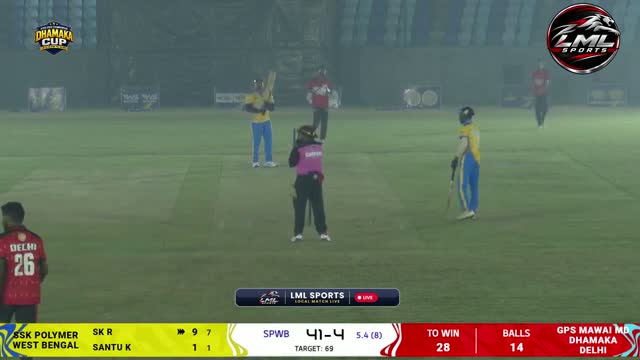 DHAMAKA
CUP
LML
SPORTS
DELHI
26
LML SPORTS
LOCAL MATCH LIVE
LIVE
SSK POLYMER
WEST BENGAL
SK R 9 7
SANTU K 1 1
SPWB 41-4 5.4 (8)
TARGET: 69
TO WIN
28
BALLS
14
GPS MAWAI MD
DHAMAKA
DELHI